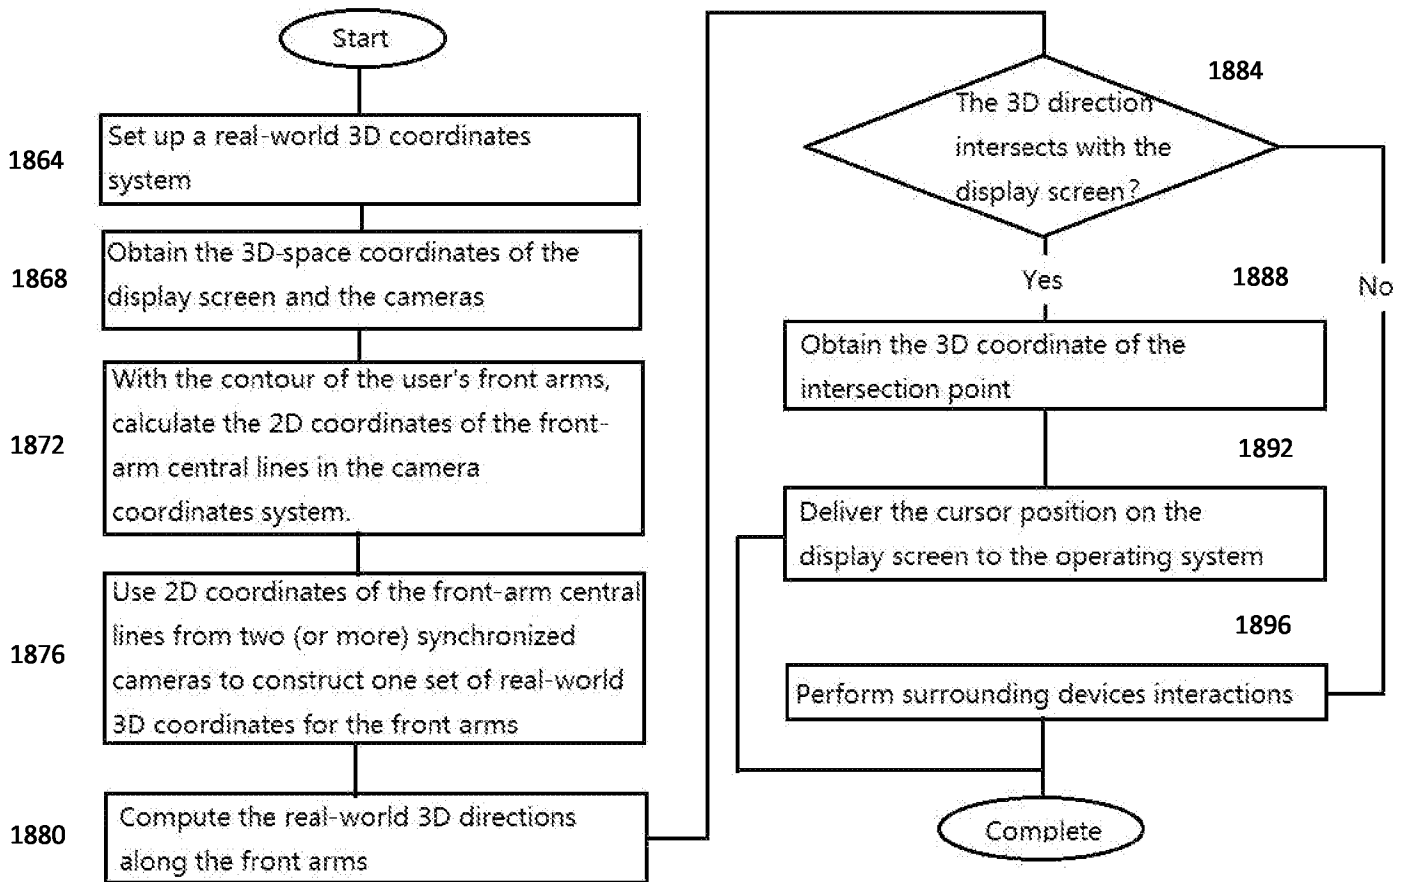 Start
1864
Set up a real-world 3D coordinates
system
1868
Obtain the 3D-space coordinates of the
display screen and the cameras
1872
With the contour of the user's front arms,
calculate the 2D coordinates of the front-
arm central lines in the camera
coordinates system.
1876
Use 2D coordinates of the front-arm central
lines from two (or more) synchronized
cameras to construct one set of real-world
3D coordinates for the front arms
1880
Compute the real-world 3D directions
along the front arms
1884
The 3D direction
intersects with the
display screen?
Yes
No
1888
Obtain the 3D coordinate of the
intersection point
1892
Deliver the cursor position on the
display screen to the operating system
1896
Perform surrounding devices interactions
Complete